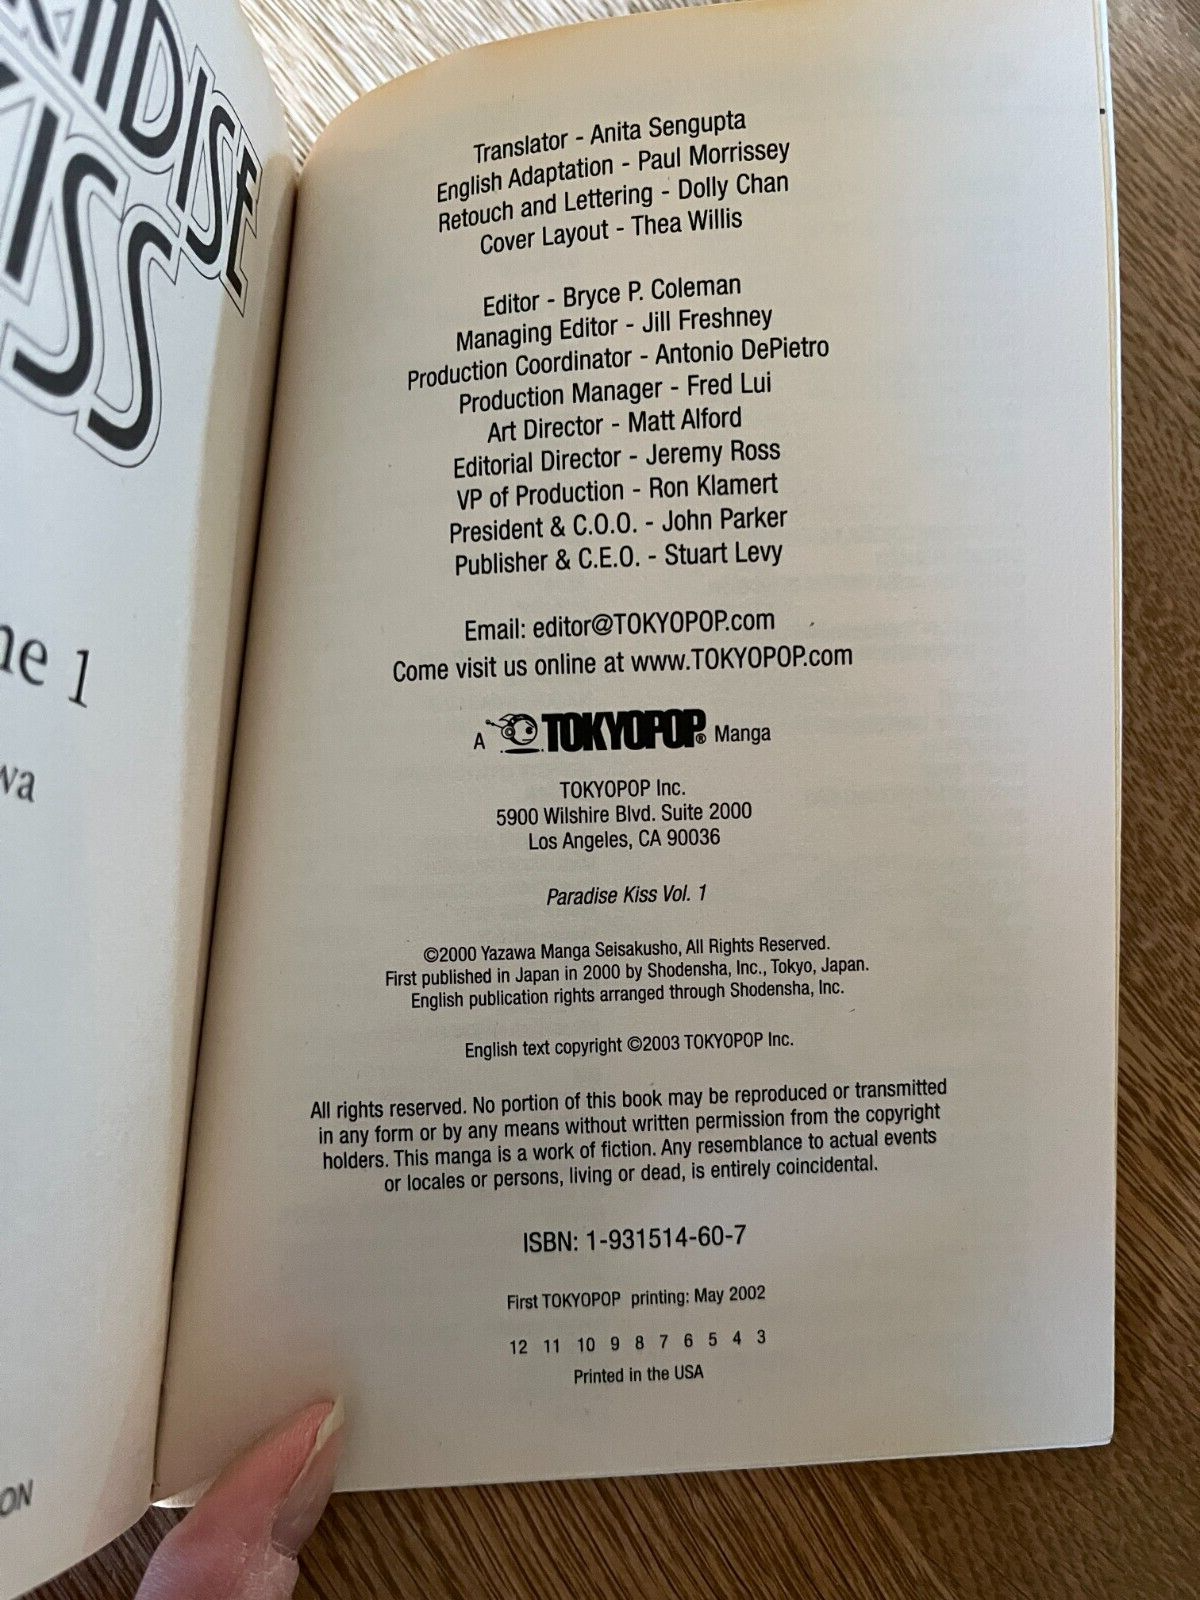 ISS
1
wa
ON
Translator - Anita Sengupta
English Adaptation - Paul Morrissey
Retouch and Lettering - Dolly Chan
Cover Layout - Thea Willis
Editor - Bryce P. Coleman
Managing Editor - Jill Freshney
Production Coordinator - Antonio DePietro
Production Manager - Fred Lui
Art Director - Matt Alford
Editorial Director - Jeremy Ross
VP of Production - Ron Klamert
President & C.O.O. - John Parker
Publisher & C.E.O. - Stuart Levy
Email: editor@TOKYOPOP.com
Come visit us online at www.TOKYOPOP.com
A TOKYOPOP® Manga
TOKYOPOP Inc.
5900 Wilshire Blvd. Suite 2000
Los Angeles, CA 90036
Paradise Kiss Vol. 1
©2000 Yazawa Manga Seisakusho, All Rights Reserved.
First published in Japan in 2000 by Shodensha, Inc., Tokyo, Japan.
English publication rights arranged through Shodensha, Inc.
English text copyright ©2003 TOKYOPOP Inc.
All rights reserved. No portion of this book may be reproduced or transmitted
in any form or by any means without written permission from the copyright
holders. This manga is a work of fiction. Any resemblance to actual events
or locales or persons, living or dead, is entirely coincidental.
ISBN: 1-931514-60-7
First TOKYOPOP printing: May 2002
12 11 10 9 8 7 6 5 4 3
Printed in the USA